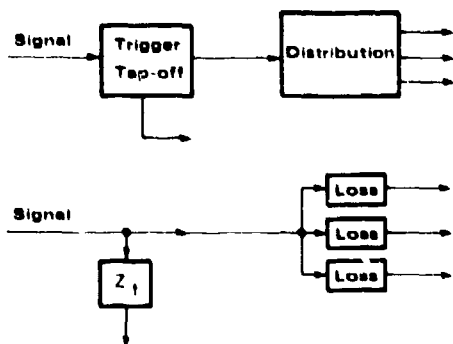 Signal
Trigger
Tap-off
Distribution
Signal
Loss
Loss
Loss
Z t